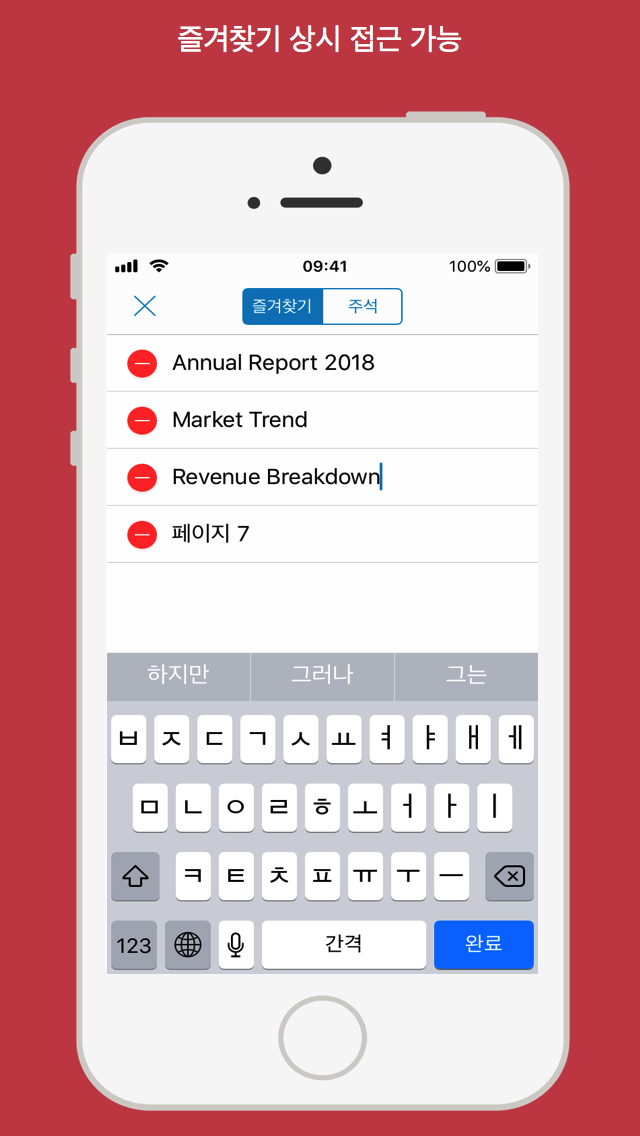 즐겨찾기 상시 접근 가능
09:41 100%
즐겨찾기 주석
Annual Report 2018
Market Trend
Revenue Breakdown
페이지 7
하지만 그러나 그는
ㅂ ㅈ ㄷ ㄱ ㅅ ㅛ ㅕ ㅑ ㅐ ㅔ
ㅁ ㄴ ㅇ ㄹ ㅎ ㅗ ㅓ ㅏ ㅣ
ㅋ ㅌ ㅊ ㅍ ㅠ ㅜ ㅡ
123 간격 완료